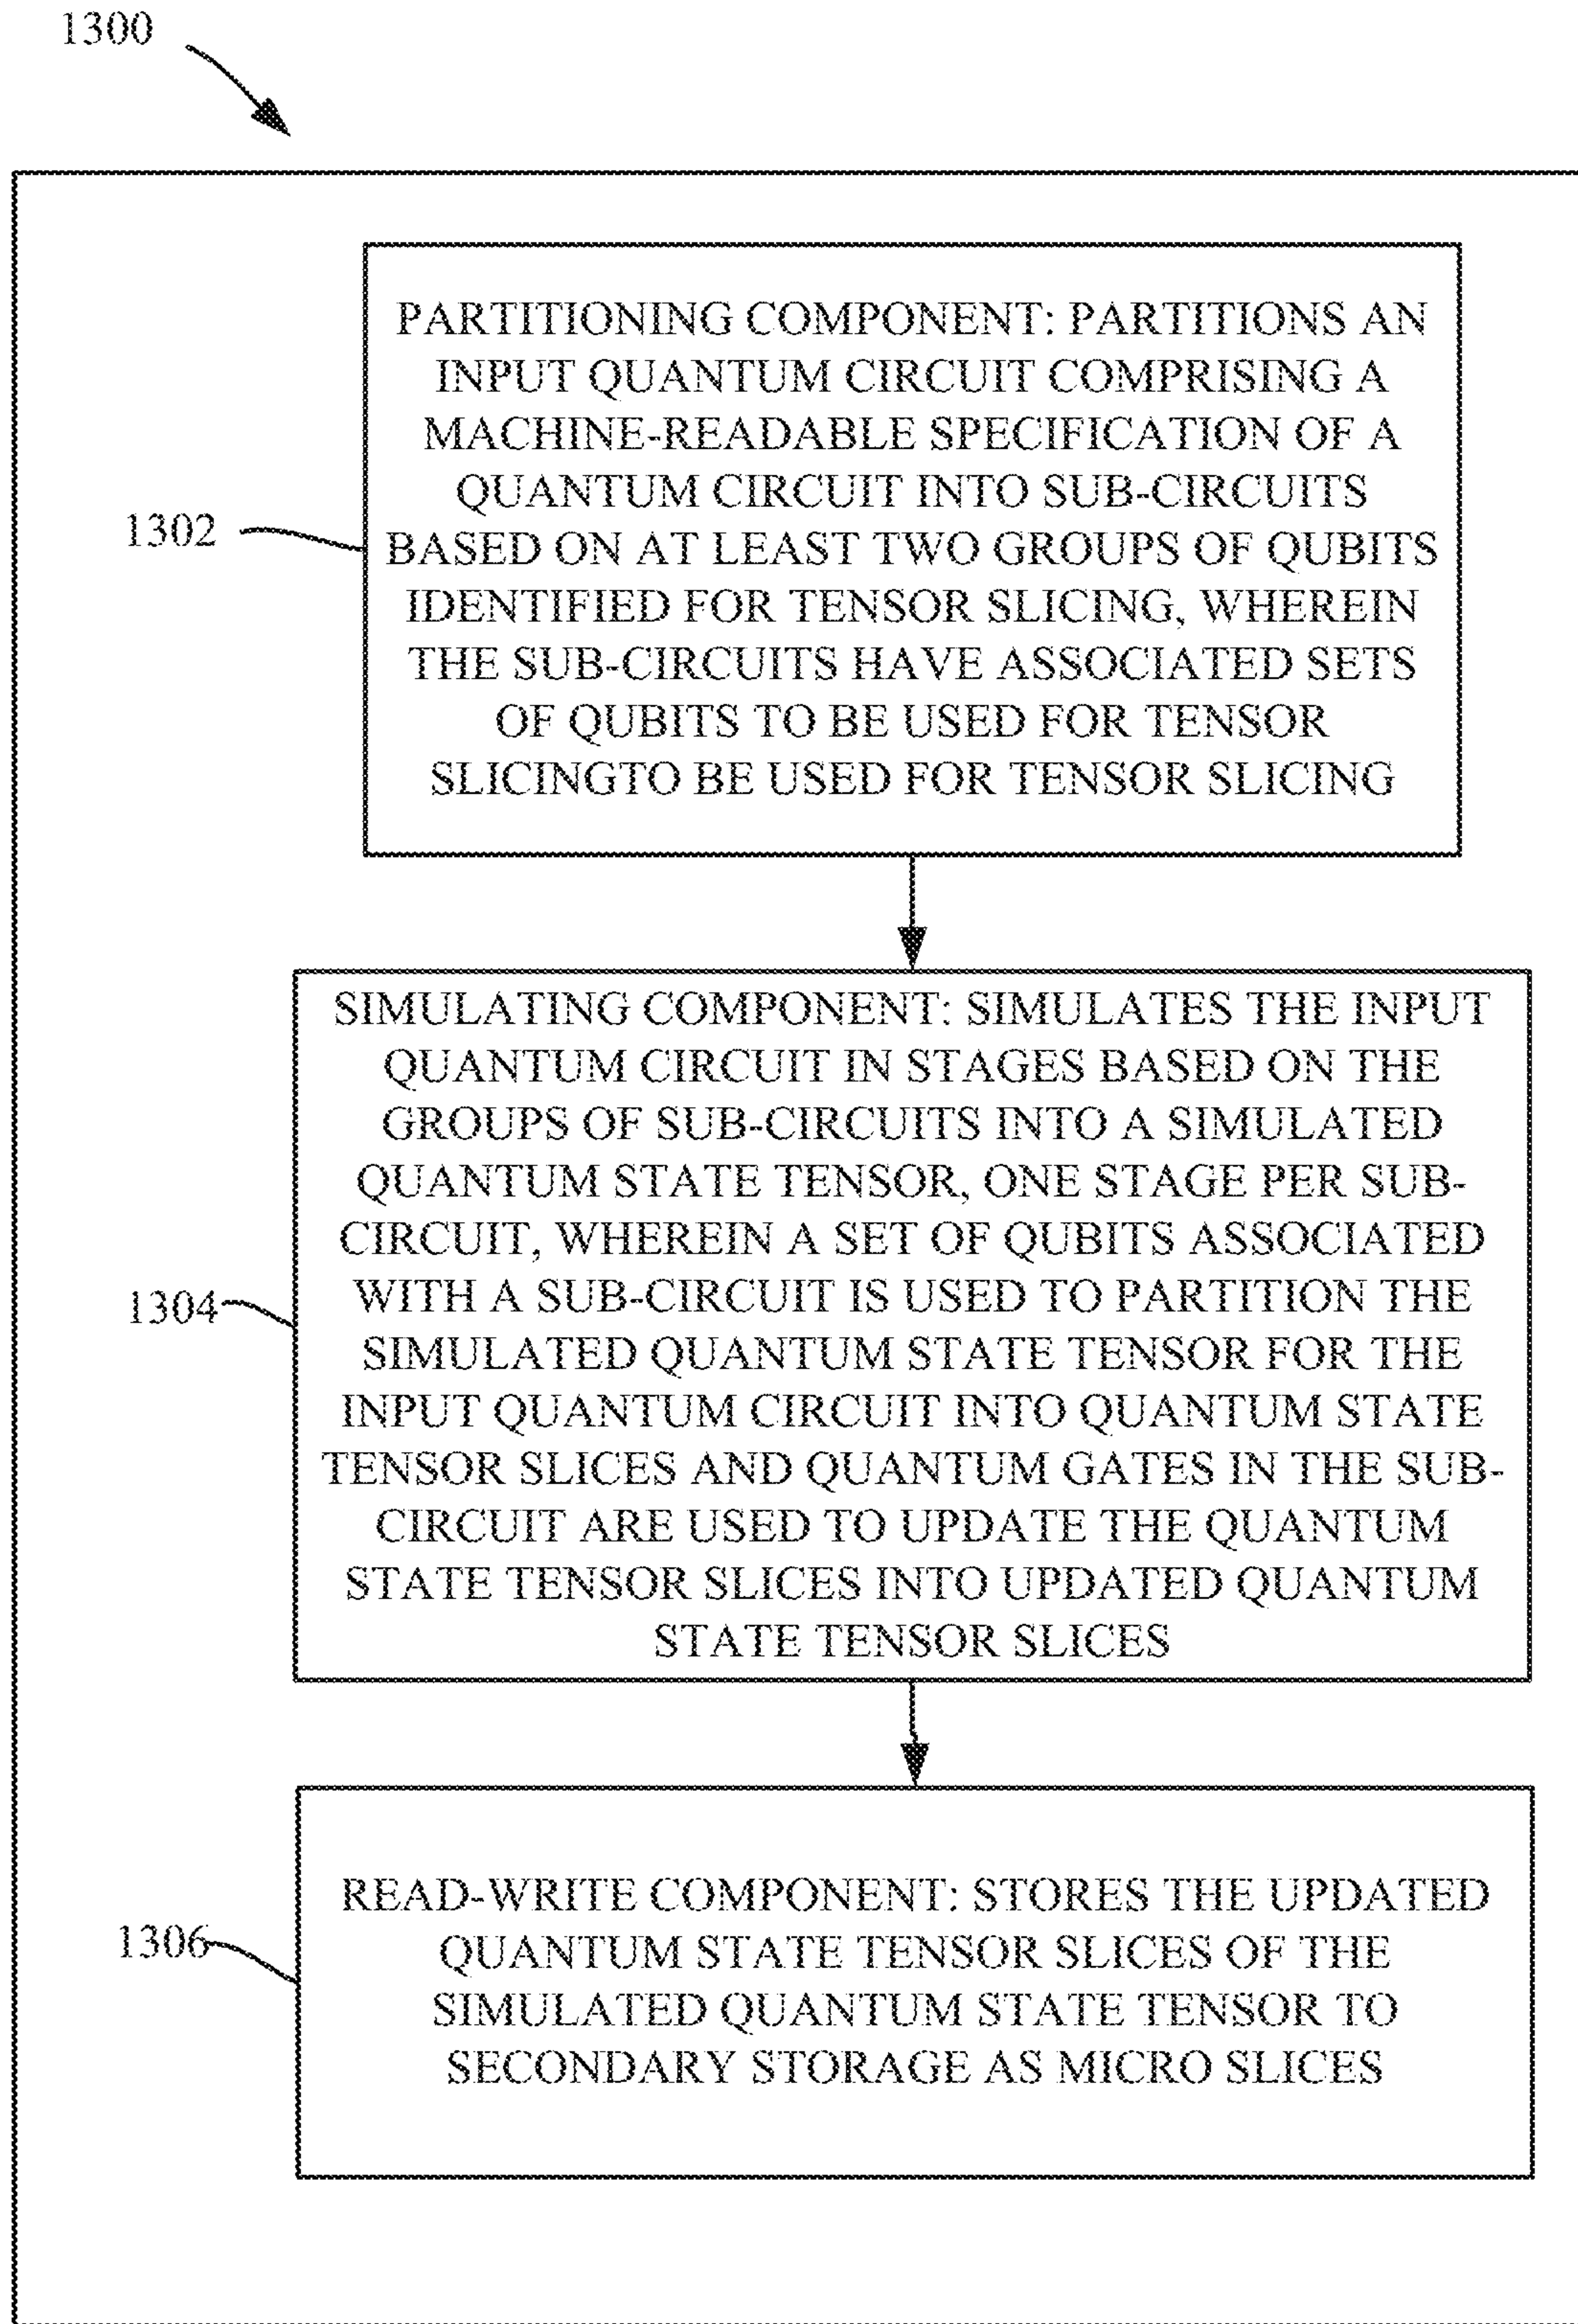 1300
PARTITIONING COMPONENT: PARTITIONS AN
INPUT QUANTUM CIRCUIT COMPRISING A
MACHINE-READABLE SPECIFICATION OF A
QUANTUM CIRCUIT INTO SUB-CIRCUITS
BASED ON AT LEAST TWO GROUPS OF QUBITS
IDENTIFIED FOR TENSOR SLICING, WHEREIN
THE SUB-CIRCUITS HAVE ASSOCIATED SETS
OF QUBITS TO BE USED FOR TENSOR
SLICINGTO BE USED FOR TENSOR SLICING
1302
SIMULATING COMPONENT: SIMULATES THE INPUT
QUANTUM CIRCUIT IN STAGES BASED ON THE
GROUPS OF SUB-CIRCUITS INTO A SIMULATED
QUANTUM STATE TENSOR, ONE STAGE PER SUB-
CIRCUIT, WHEREIN A SET OF QUBITS ASSOCIATED
WITH A SUB-CIRCUIT IS USED TO PARTITION THE
SIMULATED QUANTUM STATE TENSOR FOR THE
INPUT QUANTUM CIRCUIT INTO QUANTUM STATE
TENSOR SLICES AND QUANTUM GATES IN THE SUB-
CIRCUIT ARE USED TO UPDATE THE QUANTUM
STATE TENSOR SLICES INTO UPDATED QUANTUM
STATE TENSOR SLICES
1304
READ-WRITE COMPONENT: STORES THE UPDATED
QUANTUM STATE TENSOR SLICES OF THE
SIMULATED QUANTUM STATE TENSOR TO
SECONDARY STORAGE AS MICRO SLICES
1306